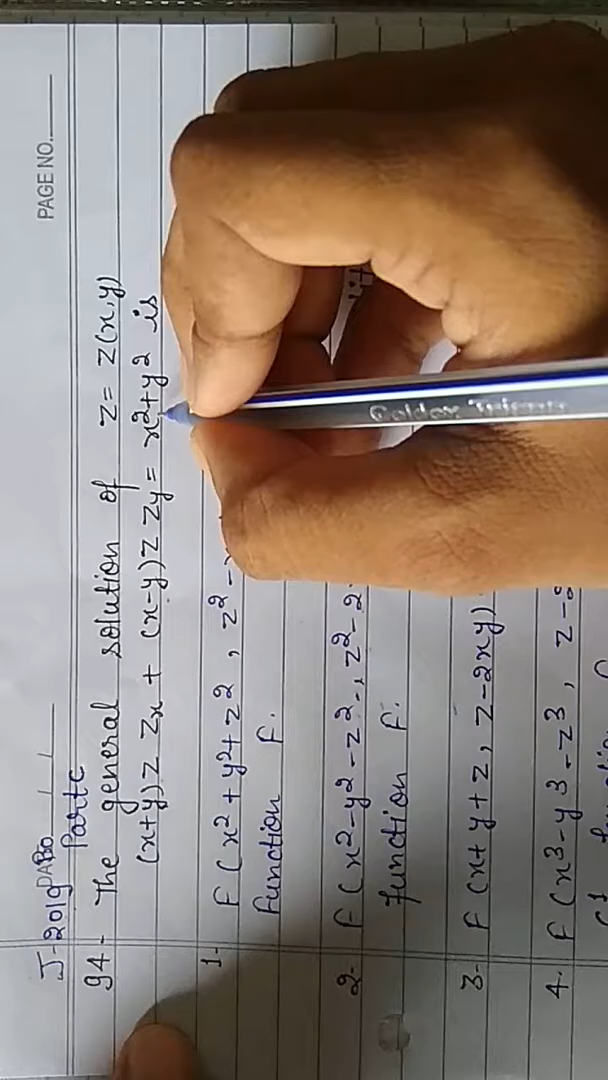 PAGE NO.
J-2019 Part c
94- The general solution of z = z(x,y)
(x+y)z zx + (x-y)z zy = x²+y² is
1- F(x²+y²+z², z²-
Function F.
2- F(x²-y²-z², z²-2
function F.
3- F(x+y+z, z-2xy)
4. F(x³-y³-z³, z-